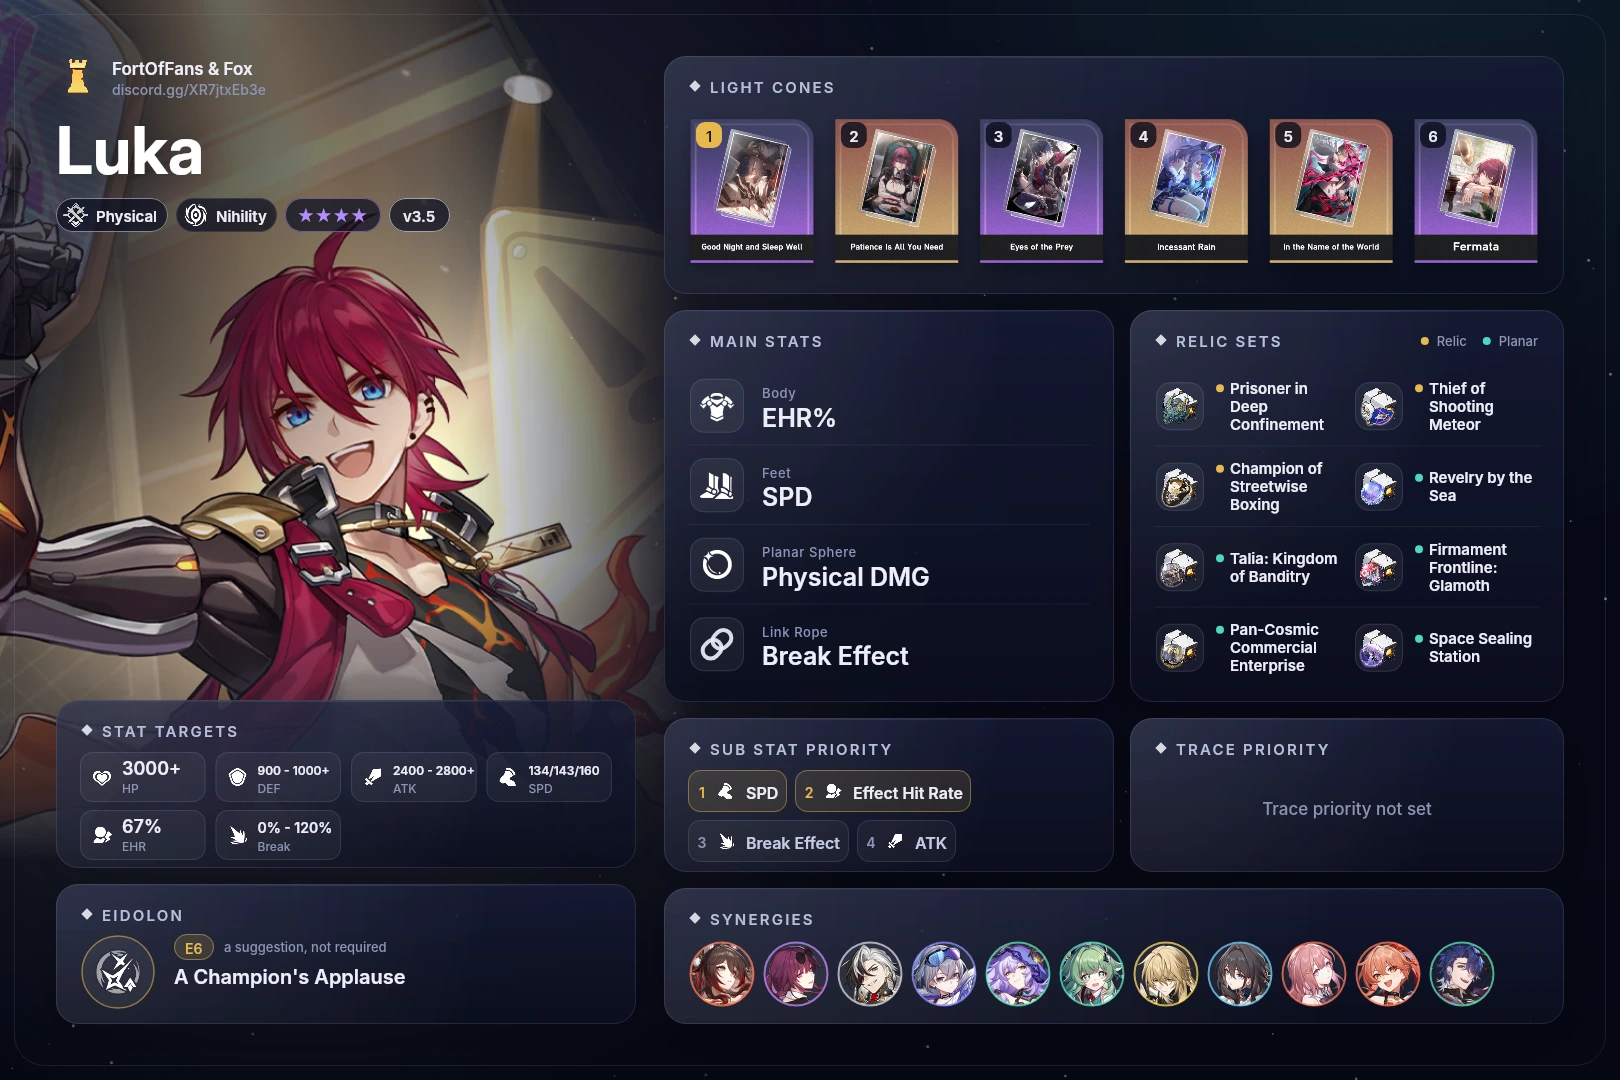 FortOfFans & Fox
discord.gg/XR7jtxEb3e
Luka
Physical
Nihility
★★★★
v3.5
LIGHT CONES
1
2
3
4
5
6
Good Night and Sleep Well
Patience Is All You Need
Eyes of the Prey
Incessant Rain
In the Name of the World
Fermata
MAIN STATS
Body
EHR%
Feet
SPD
Planar Sphere
Physical DMG
Link Rope
Break Effect
RELIC SETS
Relic
Planar
Prisoner in
Deep
Confinement
Thief of
Shooting
Meteor
Champion of
Streetwise
Boxing
Revelry by the
Sea
Talia: Kingdom
of Banditry
Firmament
Frontline:
Glamoth
Pan-Cosmic
Commercial
Enterprise
Space Sealing
Station
STAT TARGETS
3000+
HP
900 - 1000+
DEF
2400 - 2800+
ATK
134/143/160
SPD
67%
EHR
0% - 120%
Break
SUB STAT PRIORITY
1 SPD
2 Effect Hit Rate
3 Break Effect
4 ATK
TRACE PRIORITY
Trace priority not set
EIDOLON
E6 a suggestion, not required
A Champion's Applause
SYNERGIES